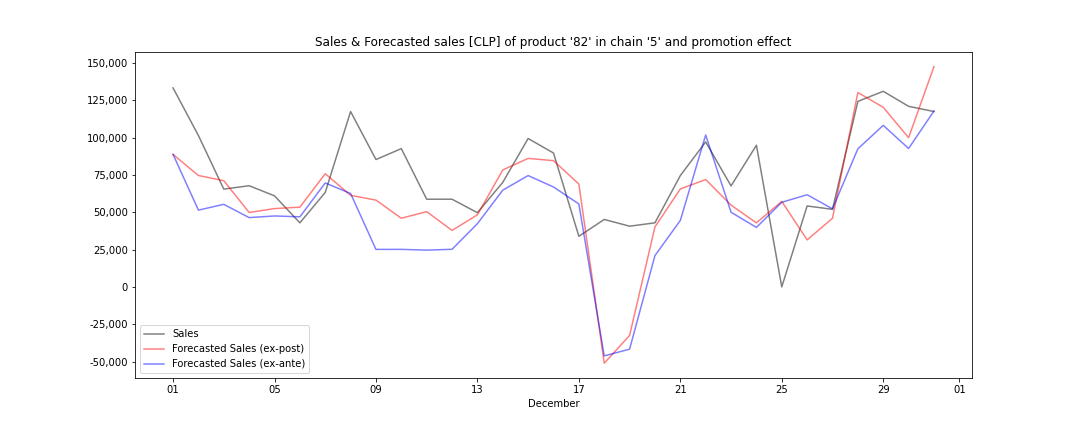 Sales & Forecasted sales [CLP] of product '82' in chain '5' and promotion effect
150,000
125,000
100,000
75,000
50,000
25,000
0
-25,000
-50,000
Sales
Forecasted Sales (ex-post)
Forecasted Sales (ex-ante)
01 05 09 13 17 21 25 29 01
December